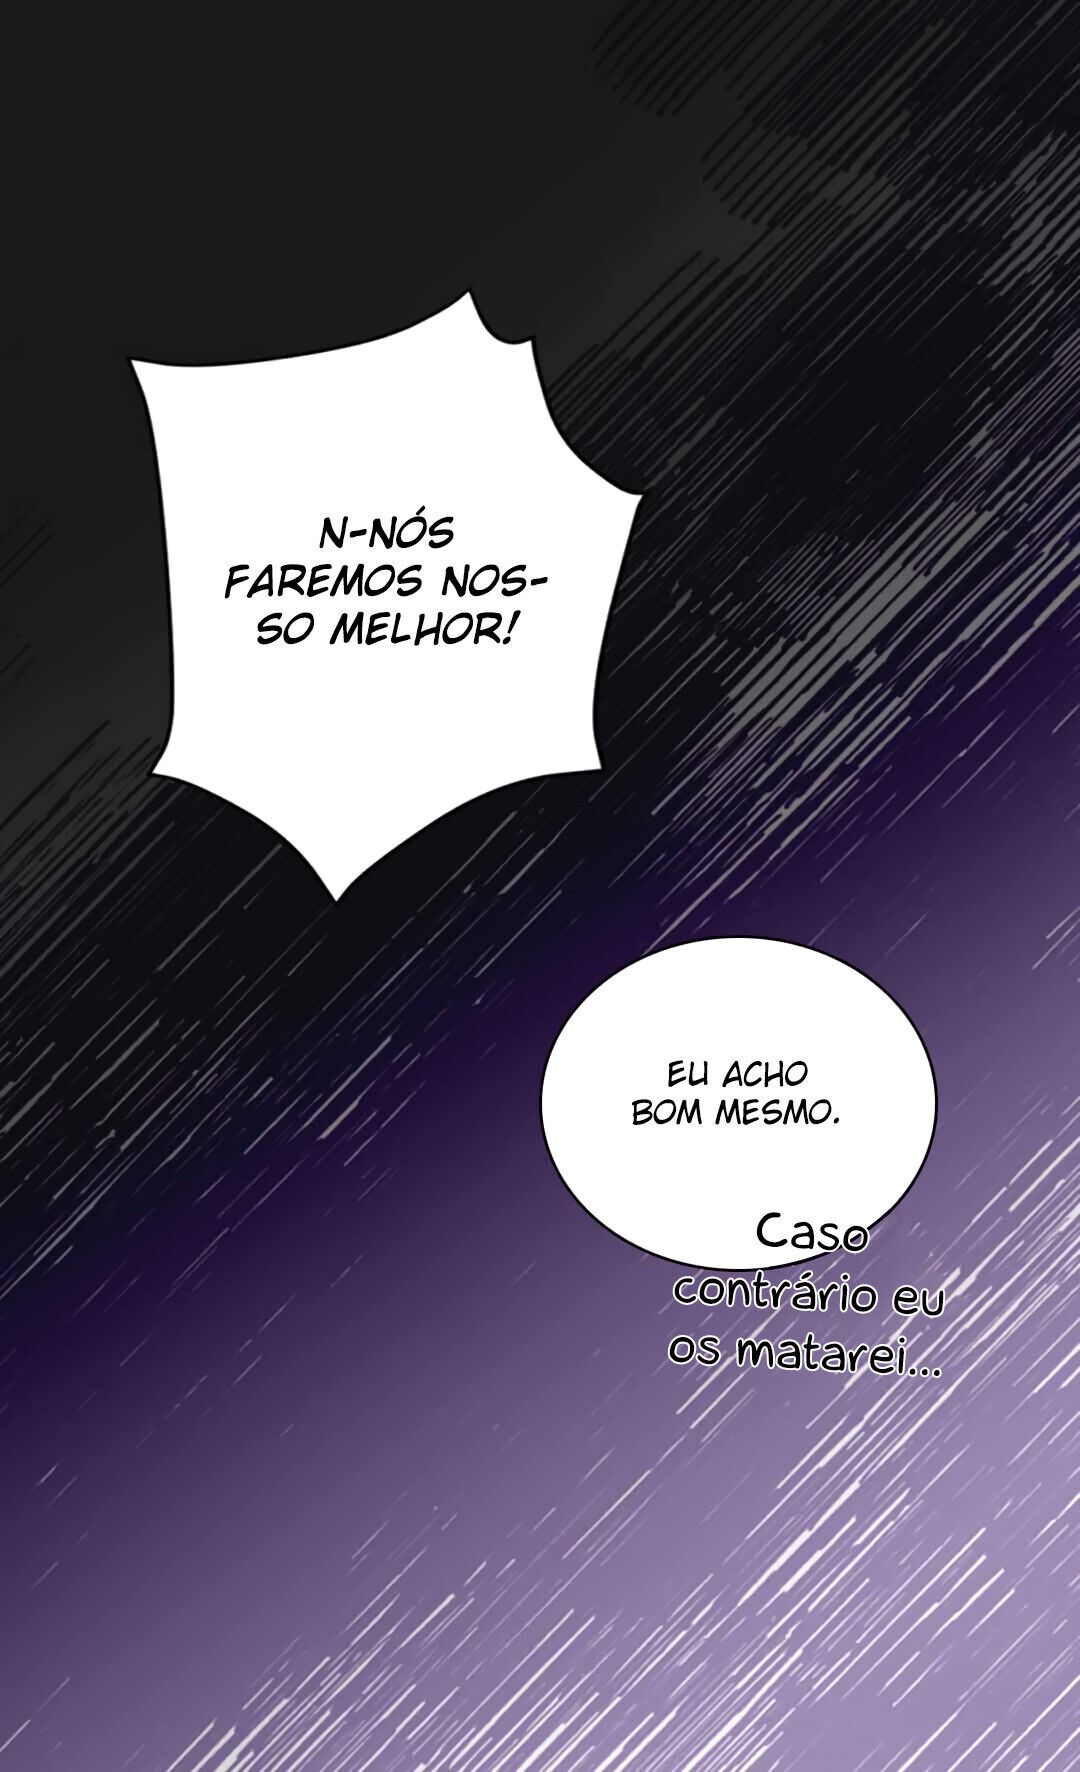 N-NÓS
FAREMOS NOS-
SO MELHOR!
EU ACHO
BOM MESMO.
Caso
contrário eu
os matarei...